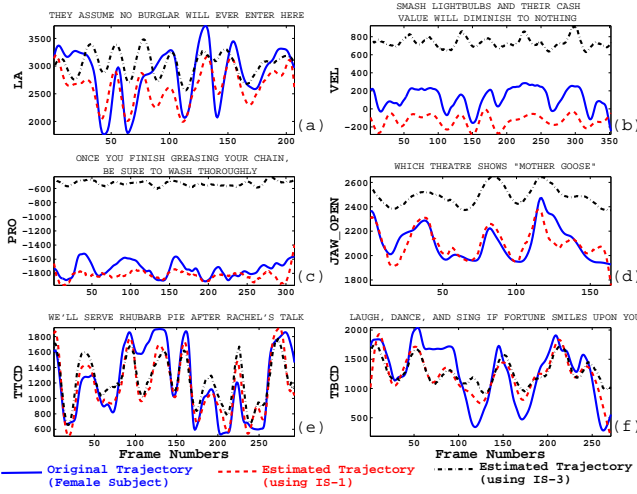 THEY ASSUME NO BURGLAR WILL EVER ENTER HERE
SMASH LIGHTBULBS AND THEIR CASH
VALUE WILL DIMINISH TO NOTHING
LA
3500
3000
2500
2000
50 100 150 200
(a)
VEL
800
600
400
200
0
−200
50 100 150 200 250 300 350
(b)
ONCE YOU FINISH GREASING YOUR CHAIN,
BE SURE TO WASH THOROUGHLY
WHICH THEATRE SHOWS "MOTHER GOOSE"
PRO
−600
−800
−1000
−1200
−1400
−1600
−1800
50 100 150 200 250 300
(c)
JAW_OPEN
2600
2400
2200
2000
1800
50 100 150
(d)
WE'LL SERVE RHUBARB PIE AFTER RACHEL'S TALK
LAUGH, DANCE, AND SING IF FORTUNE SMILES UPON YOU
TTCD
1800
1600
1400
1200
1000
800
600
50 100 150 200 250
(e)
TBCD
2000
1500
1000
500
50 100 150 200 250
(f)
Frame Numbers
Frame Numbers
Original Trajectory
(Female Subject)
Estimated Trajectory
(using IS-1)
Estimated Trajectory
(using IS-3)